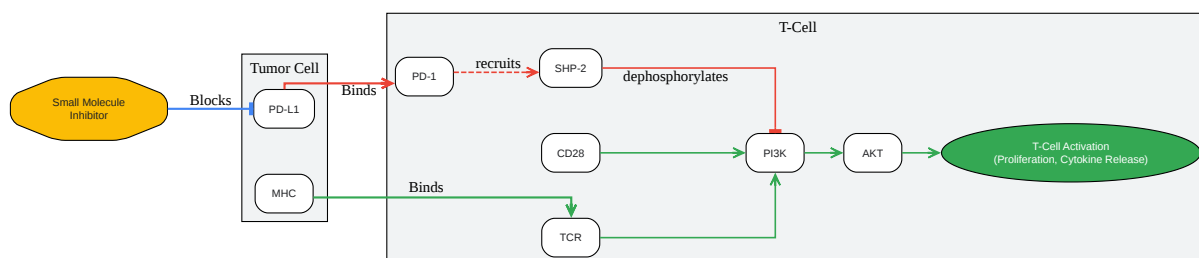 T-Cell
Tumor Cell
recruits
PD-1
SHP-2
dephosphorylates
Binds
Small Molecule
Inhibitor
Blocks
PD-L1
CD28
PI3K
AKT
T-Cell Activation
(Proliferation, Cytokine Release)
MHC
Binds
TCR